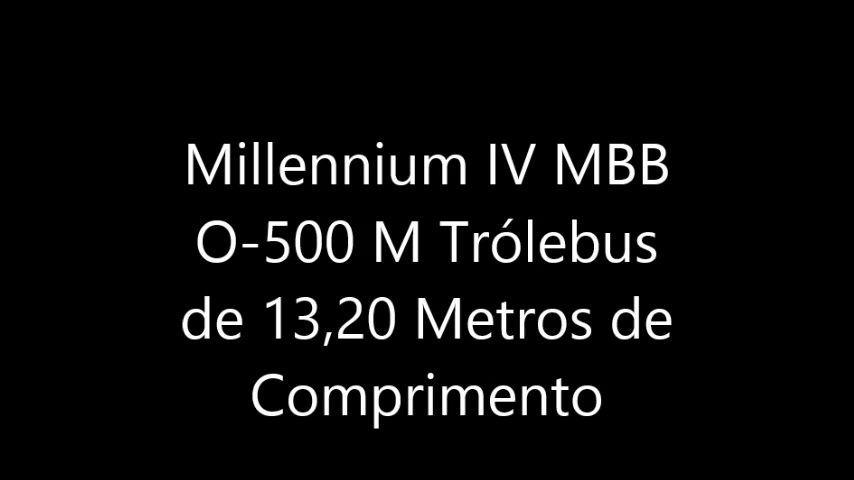 Millennium IV MBB
O-500 M Trólebus
de 13,20 Metros de
Comprimento